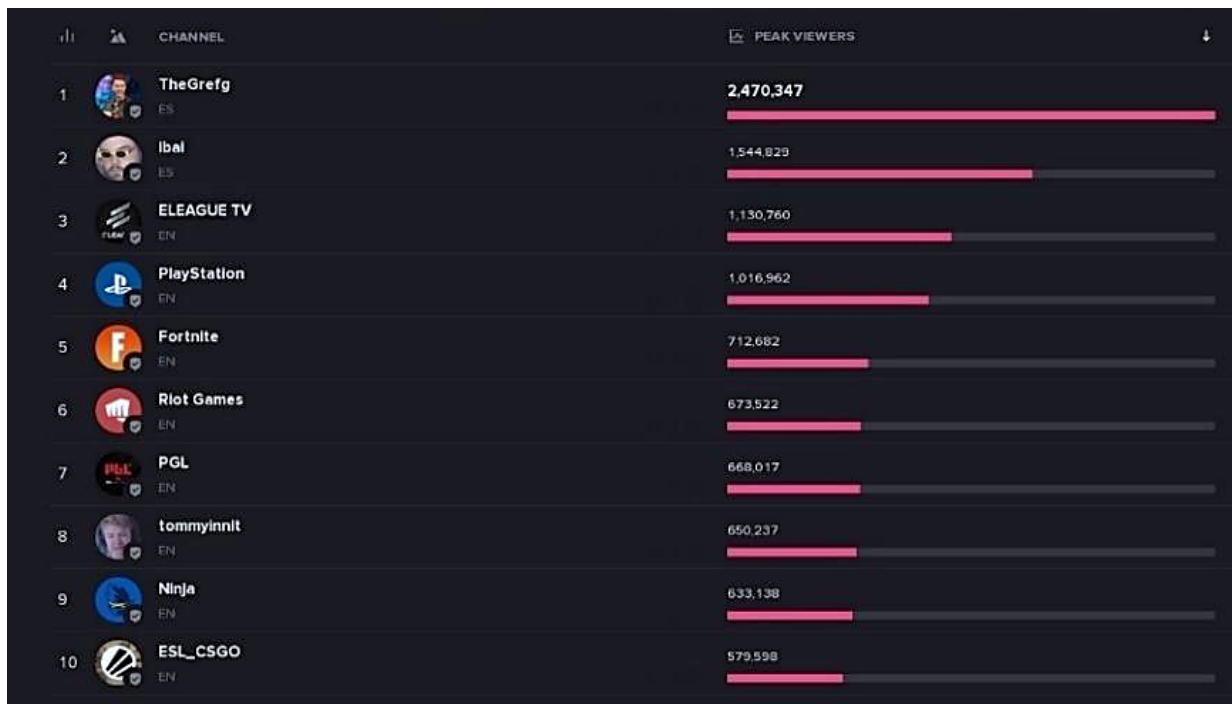 CHANNEL PEAK VIEWERS
1 TheGrefg 2,470,347
ES
2 Ibai 1,544,829
ES
3 ELEAGUE TV 1,130,760
EN
4 PlayStation 1,016,962
EN
5 Fortnite 712,682
EN
6 Riot Games 673,522
EN
7 PGL 668,017
EN
8 tommyinnit 650,237
EN
9 Ninja 633,138
EN
10 ESL_CSGO 579,598
EN